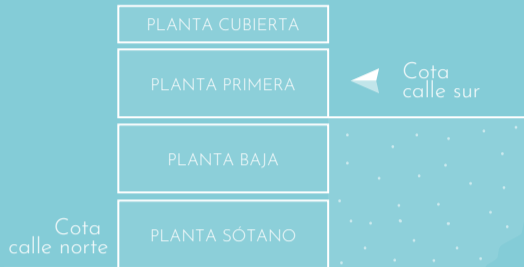 PLANTA CUBIERTA
PLANTA PRIMERA
Cota
calle sur
PLANTA BAJA
Cota
calle norte
PLANTA SÓTANO